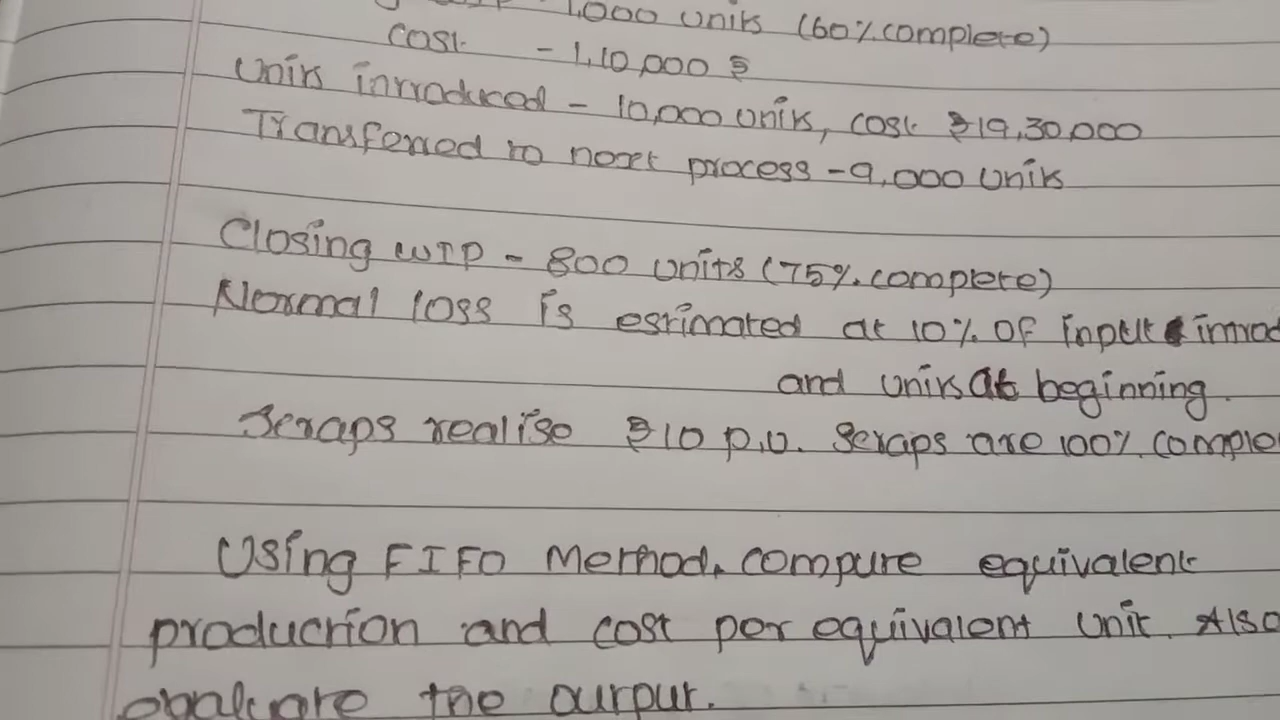 1,000 units (60% complete)
cost - 1,10,000 ₹
Units introduced - 10,000 units, cost ₹19,30,000
Transferred to next process - 9,000 units
Closing WIP - 800 units (75% complete)
Normal loss is estimated at 10% of input
and units at beginning.
Scraps realise ₹10 p.u. Scraps are 100% comple
Using FIFO Method, compute equivalent
production and cost per equivalent unit. Also
evaluate the output.